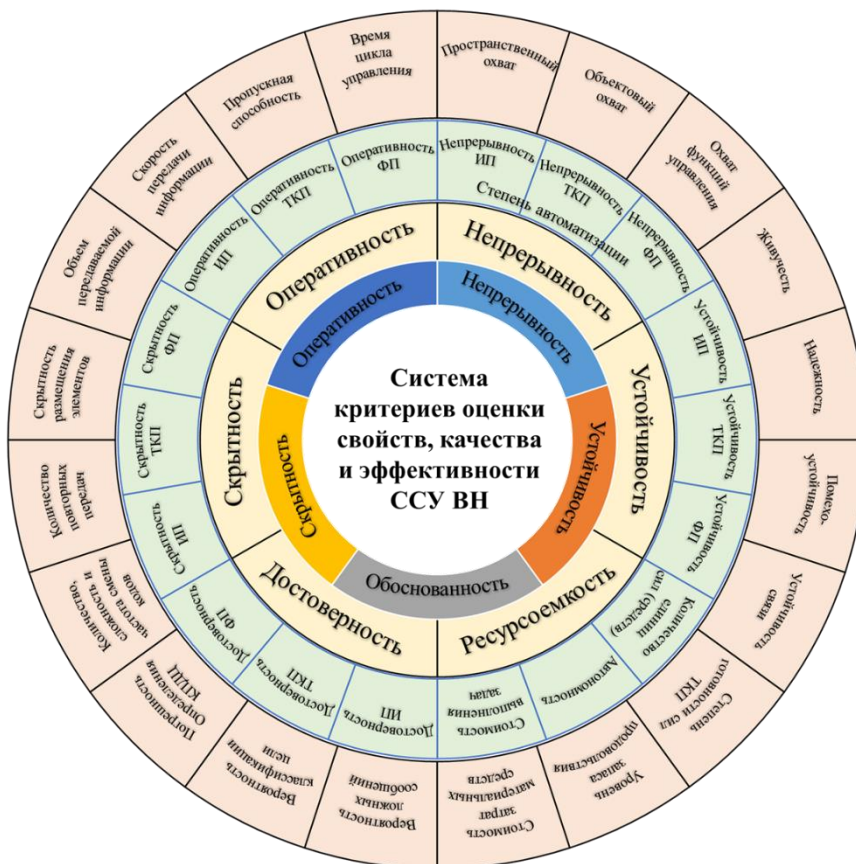 Система
критериев оценки
свойств, качества
и эффективности
ССУ ВН
Оперативность
Непрерывность
Устойчивость
Обоснованность
Скрытность
Оперативность
Непрерывность
Устойчивость
Ресурсоемкость
Достоверность
Скрытность
Непрерывность
ИП
Непрерывность
ТКП
Степень автоматизации
Непрерывность
ФП
Устойчивость
ИП
Устойчивость
ТКП
Устойчивость
ФП
Количество
единиц
сил (средств)
Автономность
Стоимость
выполнения
задач
Достоверность
ИП
Достоверность
ТКП
Достоверность
ФП
Скрытность
ИП
Скрытность
ТКП
Скрытность
ФП
Оперативность
ИП
Оперативность
ТКП
Оперативность
ФП
Пространственный
охват
Объектовый
охват
Охват
функций
управления
Живучесть
Надежность
Помехо-
устойчивость
Устойчивость
связи
Степень
готовности сил
ТКП
Уровень
запаса
продовольствия
Стоимость
затрат
материальных
средств
Вероятность
ложных
сообщений
Вероятность
классификации
цели
Погрешность
Определения
КПДЦ
Количество,
сложность и
частота смены
кодов
Количество
повторных
передач
Скрытность
размещения
элементов
Объем
передаваемой
информации
Скорость
передачи
информации
Пропускная
способность
Время
цикла
управления